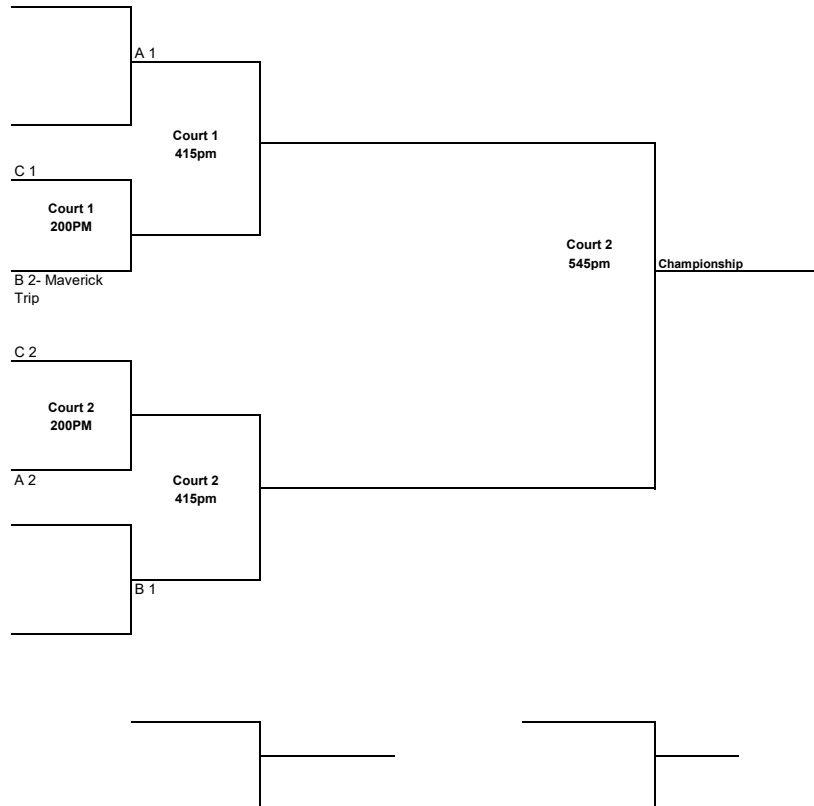 A 1
Court 1
415pm
C 1
Court 1
200PM
Court 2
545pm
Championship
B 2- Maverick
Trip
C 2
Court 2
200PM
A 2
Court 2
415pm
B 1